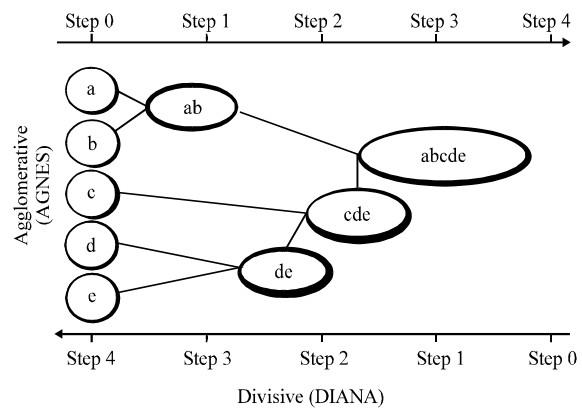 Step 0 Step 1 Step 2 Step 3 Step 4
Agglomerative
(AGNES)
a
b
c
d
e
ab
abcde
cde
de
Step 4 Step 3 Step 2 Step 1 Step 0
Divisive (DIANA)